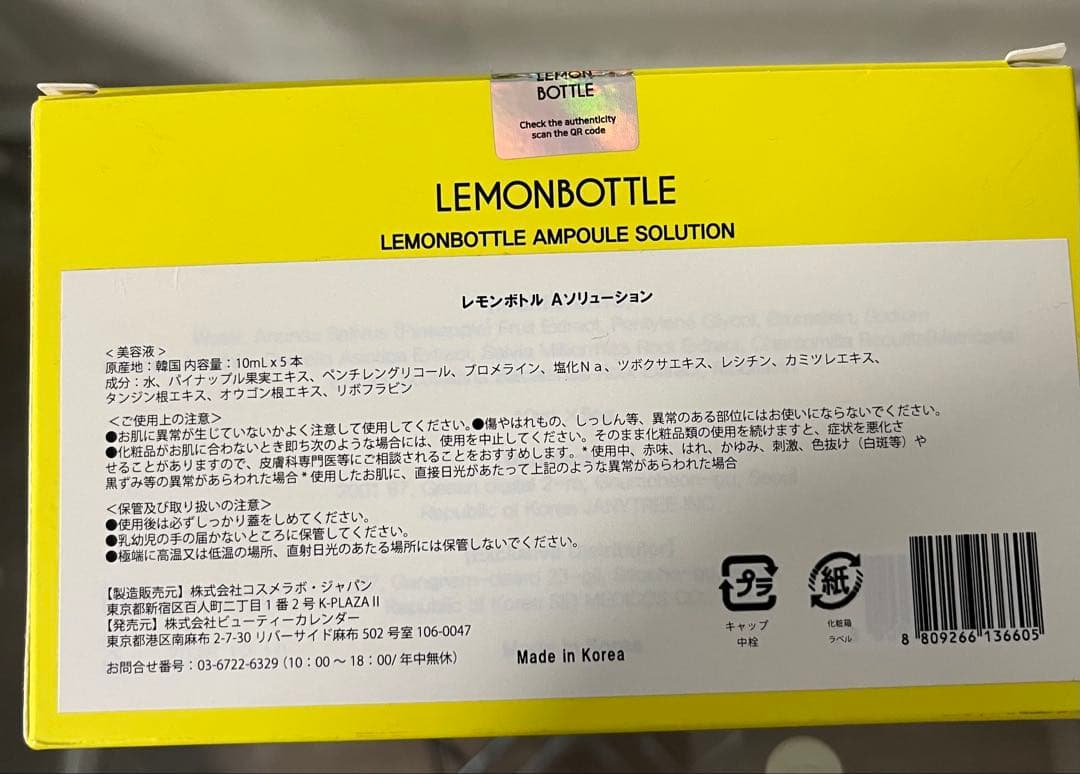 LEMON
BOTTLE
Check the authenticity
scan the QR code
LEMONBOTTLE
LEMONBOTTLE AMPOULE SOLUTION
レモンボトル Aソリューション
<美容液>
原産地：韓国 内容量：10mL x 5 本
成分：水、パイナップル果実エキス、ペンチレングリコール、ブロメライン、塩化Ｎａ、ツボクサエキス、レシチン、カミツレエキス、
タンジン根エキス、オウゴン根エキス、リボフラビン
<ご使用上の注意>
●お肌に異常が生じていないかよく注意して使用してください。●傷やはれもの、しっしん等、異常のある部位にはお使いにならないでください。
●化粧品がお肌に合わないとき即ち次のような場合には、使用を中止してください。そのまま化粧品類の使用を続けますと、症状を悪化さ
せることがありますので、皮膚科専門医等にご相談されることをおすすめします。*使用中、赤味、はれ、かゆみ、刺激、色抜け（白斑等）や
黒ずみ等の異常があらわれた場合*使用したお肌に、直接日光があたって上記のような異常があらわれた場合
<保管及び取り扱いの注意>
●使用後は必ずしっかり蓋をしめてください。
●乳幼児の手の届かないところに保管してください。
●極端に高温又は低温の場所、直射日光のあたる場所には保管しないでください。
【製造販売元】株式会社コスメラボ・ジャパン
東京都新宿区百人町二丁目１番２号 K-PLAZAⅡ
【発売元】株式会社ビューティーカレンダー
東京都港区南麻布 2-7-30 リバーサイド麻布 502 号室 106-0047
お問合せ番号：03-6722-6329（10：00 〜 18：00/ 年中無休）
Made in Korea
プラ
キャップ
中栓
紙
化粧箱
ラベル
8 809266 136605